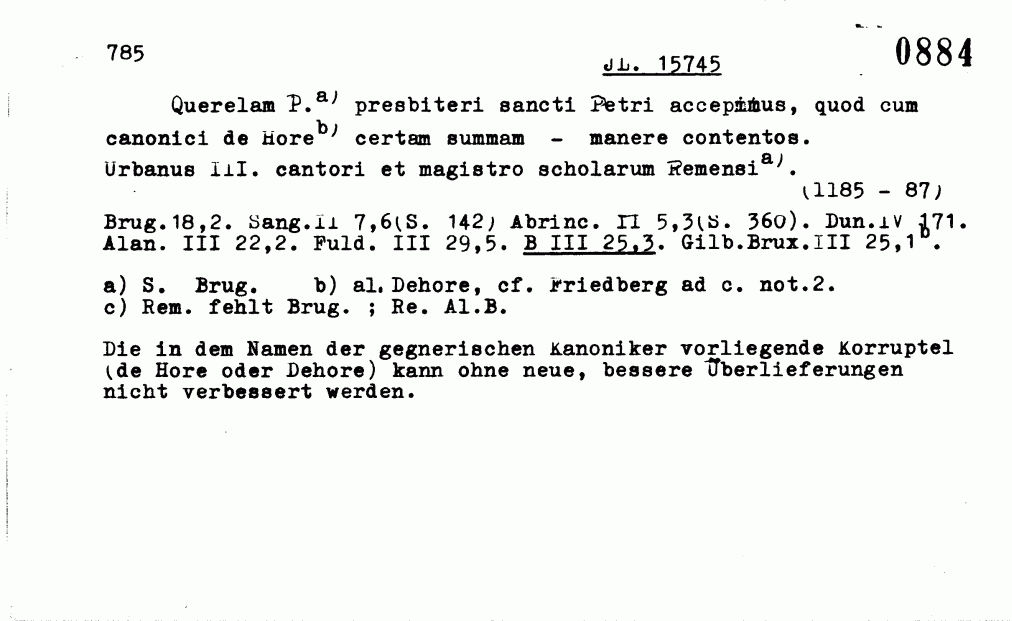 785
0884
JL. 15745
Querelam P.a) presbiteri sancti Petri accepimus, quod cum
canonici de Hore b) certam summam - manere contentos.
Urbanus III. cantori et magistro scholarum Remensi a).
(1185 - 87)
Brug.18,2. Sang.II 7,6(S. 142) Abrinc. II 5,3(S. 360). Dun.IV 171.
Alan. III 22,2. Fuld. III 29,5. B III 25,3. Gilb.Brux.III 25,1 b.
a) S. Brug. b) al. Dehore, cf. Friedberg ad c. not.2.
c) Rem. fehlt Brug. ; Re. Al.B.
Die in dem Namen der gegnerischen Kanoniker vorliegende Korruptel
(de Hore oder Dehore) kann ohne neue, bessere Überlieferungen
nicht verbessert werden.